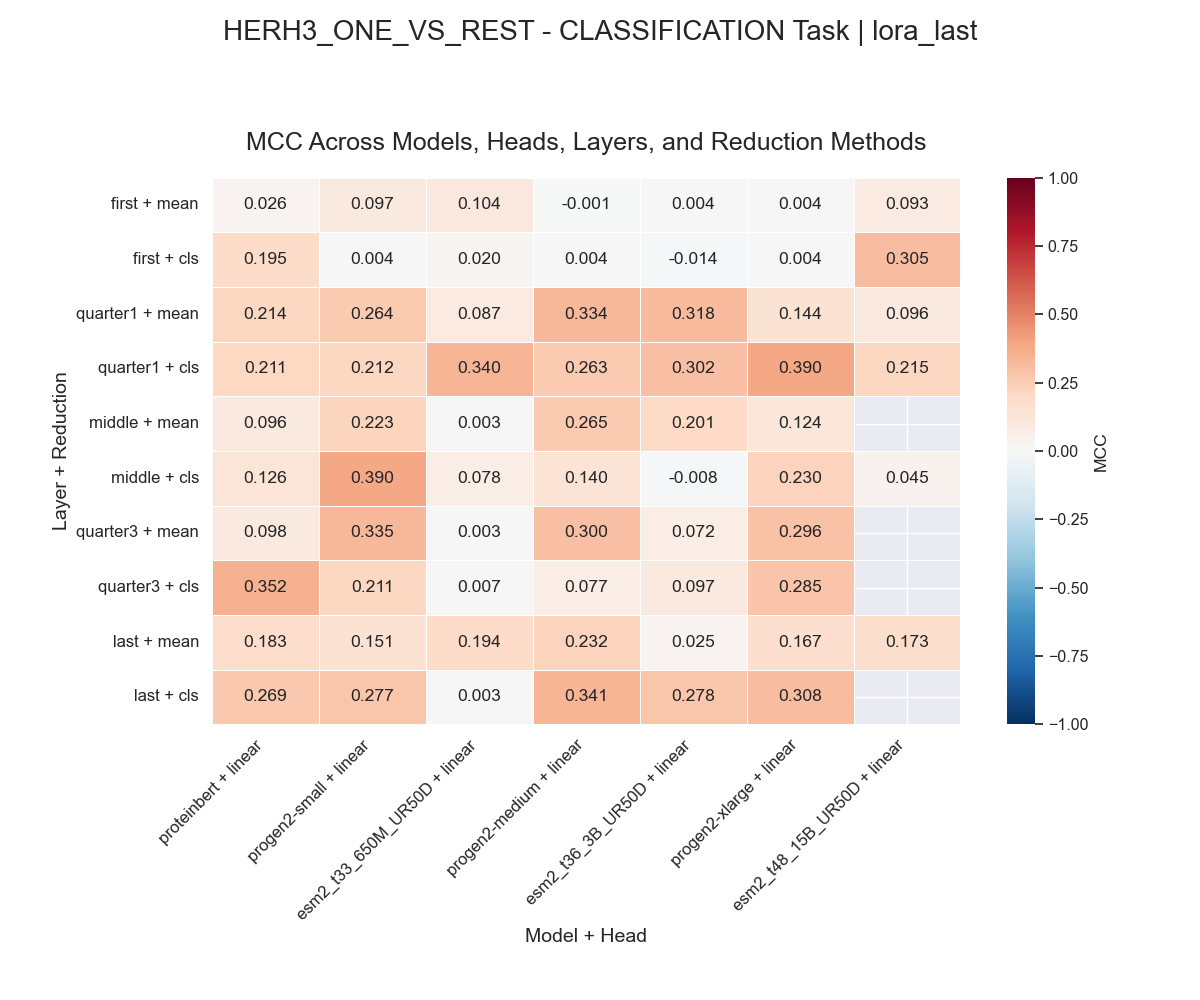 HERH3_ONE_VS_REST - CLASSIFICATION Task | lora_last
MCC Across Models, Heads, Layers, and Reduction Methods
Layer + Reduction
first + mean 0.026 0.097 0.104 -0.001 0.004 0.004 0.093
first + cls 0.195 0.004 0.020 0.004 -0.014 0.004 0.305
quarter1 + mean 0.214 0.264 0.087 0.334 0.318 0.144 0.096
quarter1 + cls 0.211 0.212 0.340 0.263 0.302 0.390 0.215
middle + mean 0.096 0.223 0.003 0.265 0.201 0.124
middle + cls 0.126 0.390 0.078 0.140 -0.008 0.230 0.045
quarter3 + mean 0.098 0.335 0.003 0.300 0.072 0.296
quarter3 + cls 0.352 0.211 0.007 0.077 0.097 0.285
last + mean 0.183 0.151 0.194 0.232 0.025 0.167 0.173
last + cls 0.269 0.277 0.003 0.341 0.278 0.308
proteinbert + linear
progen2-small + linear
esm2_t33_650M_UR50D + linear
progen2-medium + linear
esm2_t36_3B_UR50D + linear
progen2-xlarge + linear
esm2_t48_15B_UR50D + linear
Model + Head
1.00
0.75
0.50
0.25
0.00
−0.25
−0.50
−0.75
−1.00
MCC